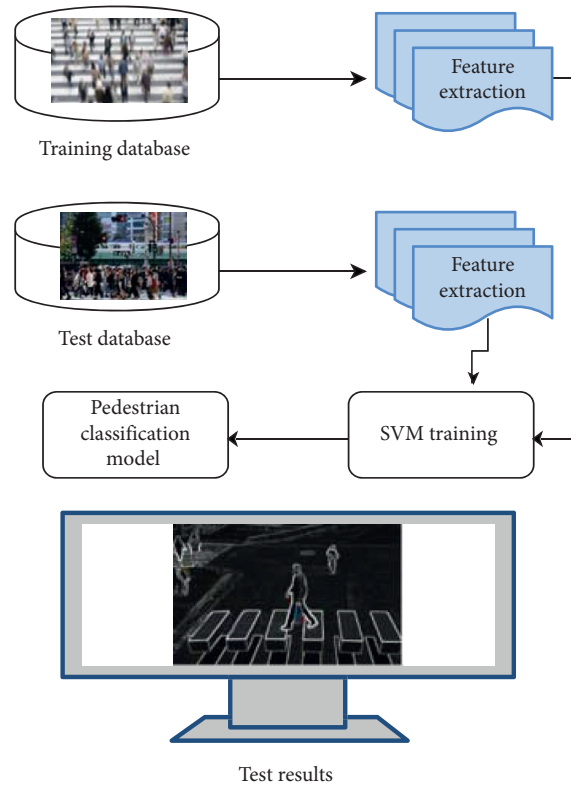 Feature
extraction
Training database
Feature
extraction
Test database
Pedestrian
classification
model
SVM training
Test results